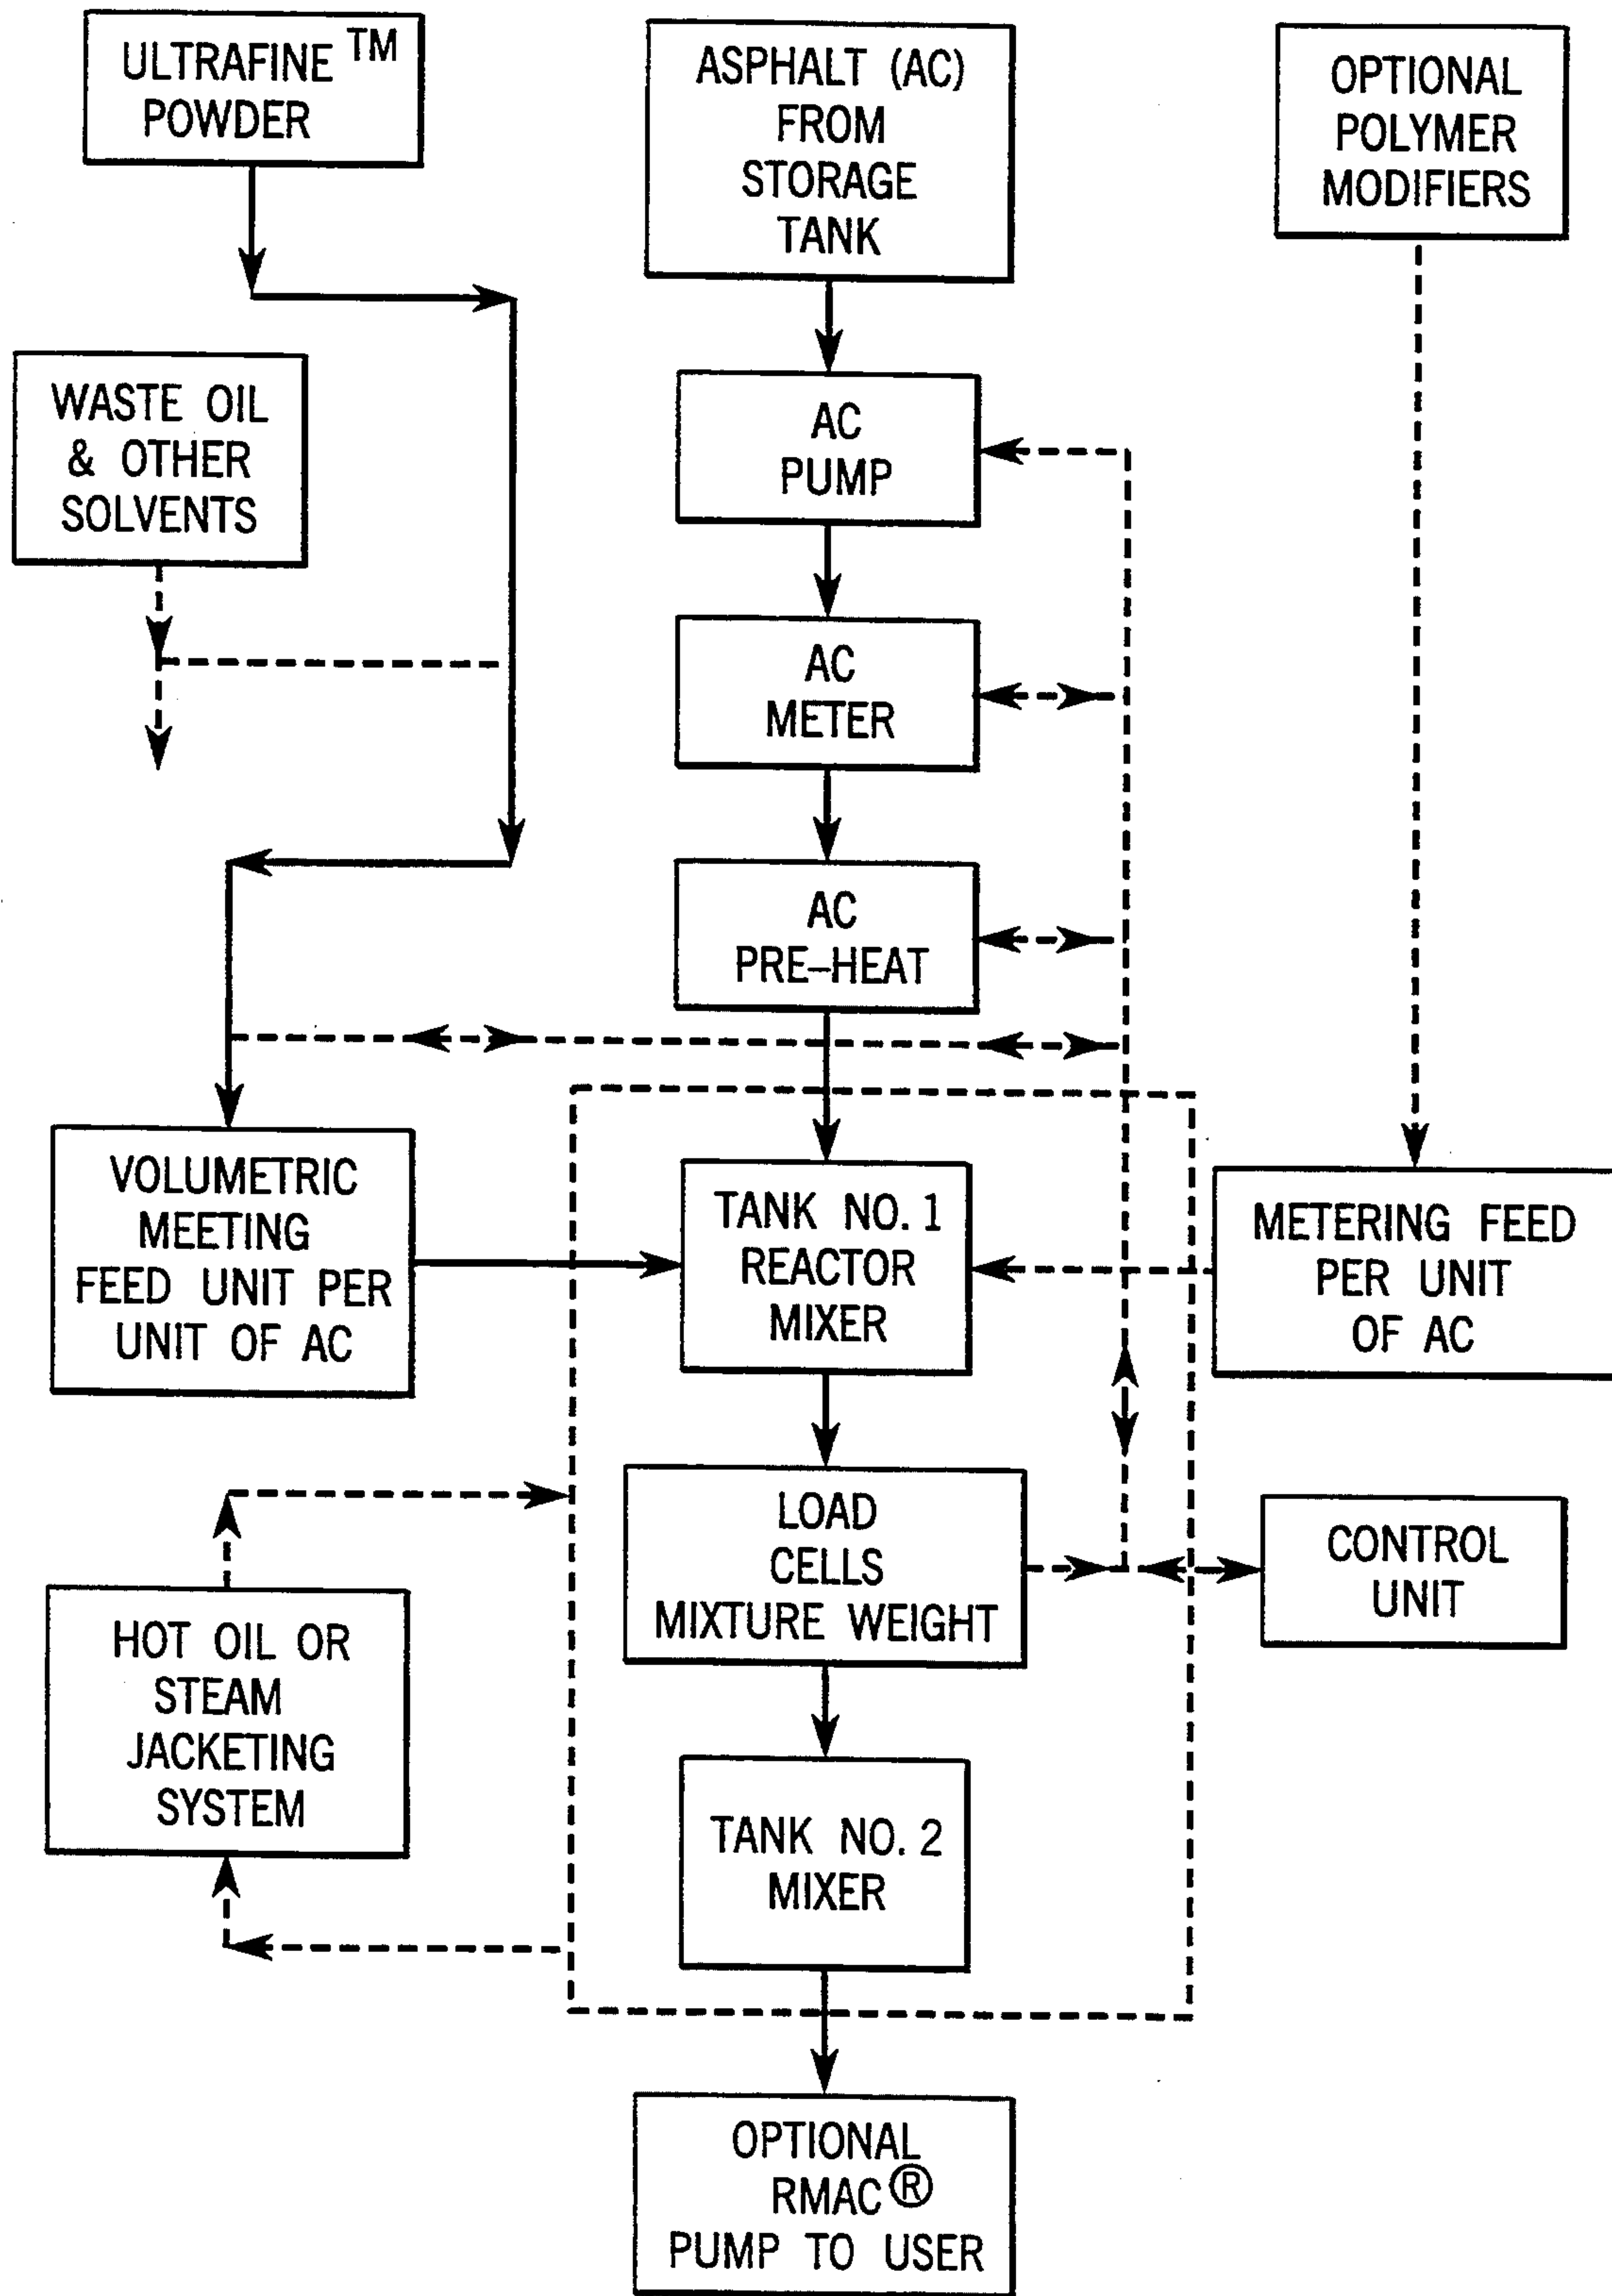 ULTRAFINE TM
POWDER
ASPHALT (AC)
FROM
STORAGE
TANK
OPTIONAL
POLYMER
MODIFIERS
WASTE OIL
& OTHER
SOLVENTS
AC
PUMP
AC
METER
AC
PRE–HEAT
VOLUMETRIC
MEETING
FEED UNIT PER
UNIT OF AC
TANK NO. 1
REACTOR
MIXER
METERING FEED
PER UNIT
OF AC
LOAD
CELLS
MIXTURE WEIGHT
CONTROL
UNIT
HOT OIL OR
STEAM
JACKETING
SYSTEM
TANK NO. 2
MIXER
OPTIONAL
RMAC®
PUMP TO USER